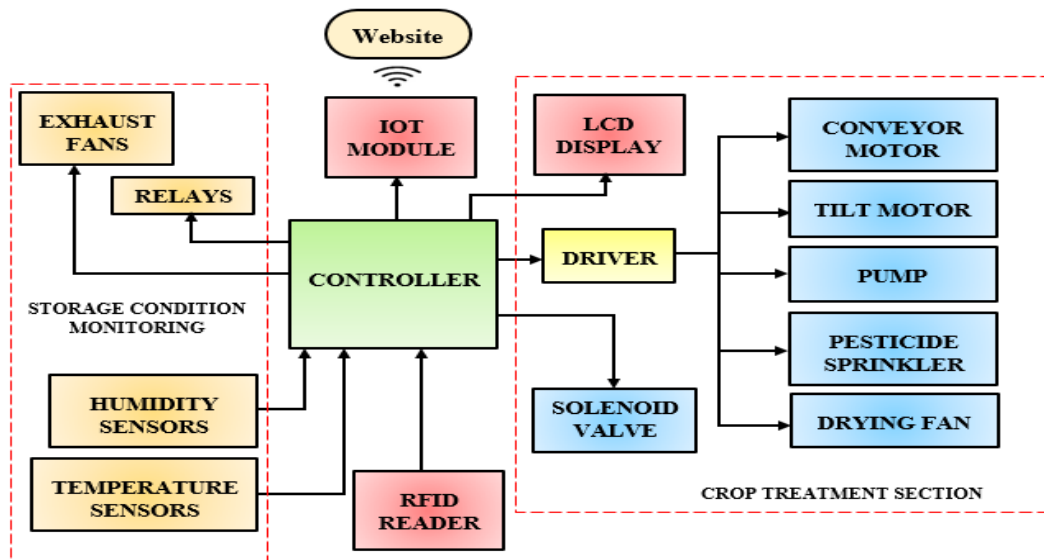 Website
EXHAUST
FANS
IOT
MODULE
LCD
DISPLAY
CONVEYOR
MOTOR
RELAYS
TILT MOTOR
CONTROLLER
DRIVER
PUMP
STORAGE CONDITION
MONITORING
PESTICIDE
SPRINKLER
HUMIDITY
SENSORS
SOLENOID
VALVE
DRYING FAN
TEMPERATURE
SENSORS
RFID
READER
CROP TREATMENT SECTION